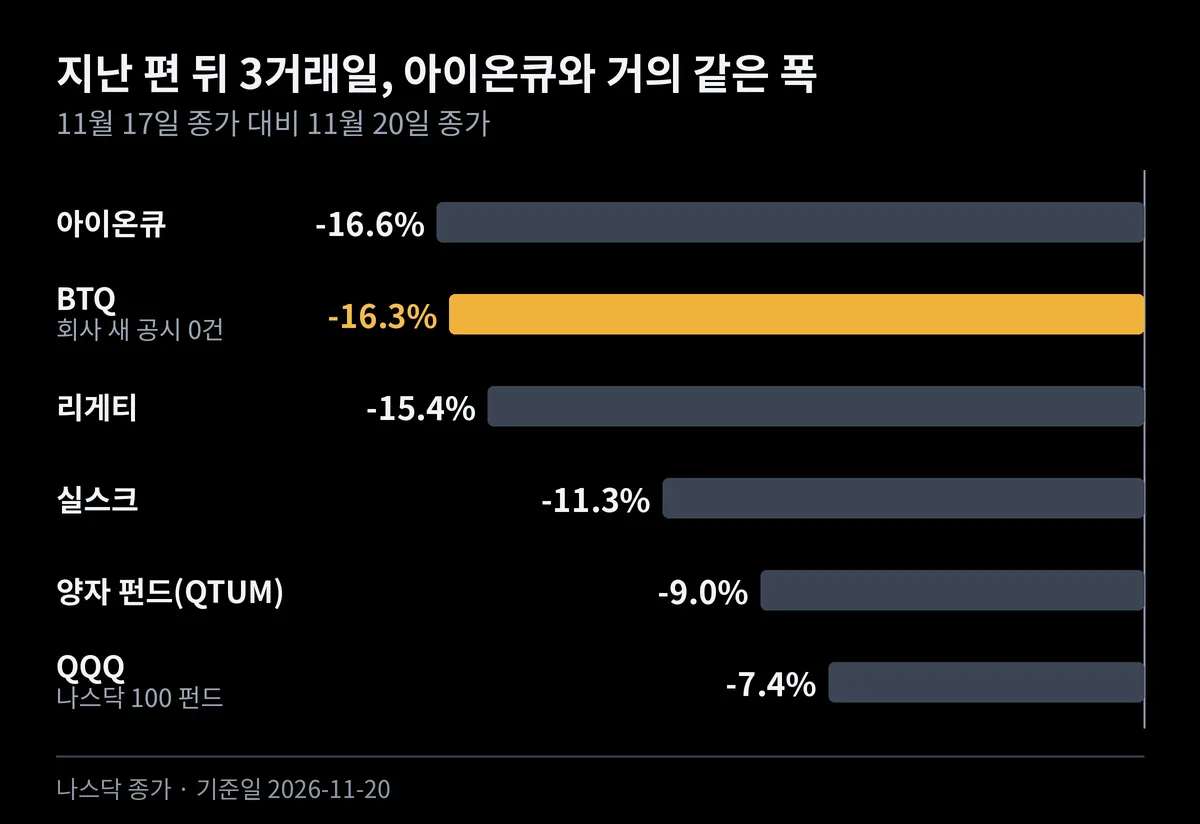 지난 편 뒤 3거래일, 아이온큐와 거의 같은 폭
11월 17일 종가 대비 11월 20일 종가
아이온큐 -16.6%
BTQ
회사 새 공시 0건
-16.3%
리게티 -15.4%
실스크 -11.3%
양자 펀드(QTUM) -9.0%
QQQ
나스닥 100 펀드
-7.4%
나스닥 종가 · 기준일 2026-11-20